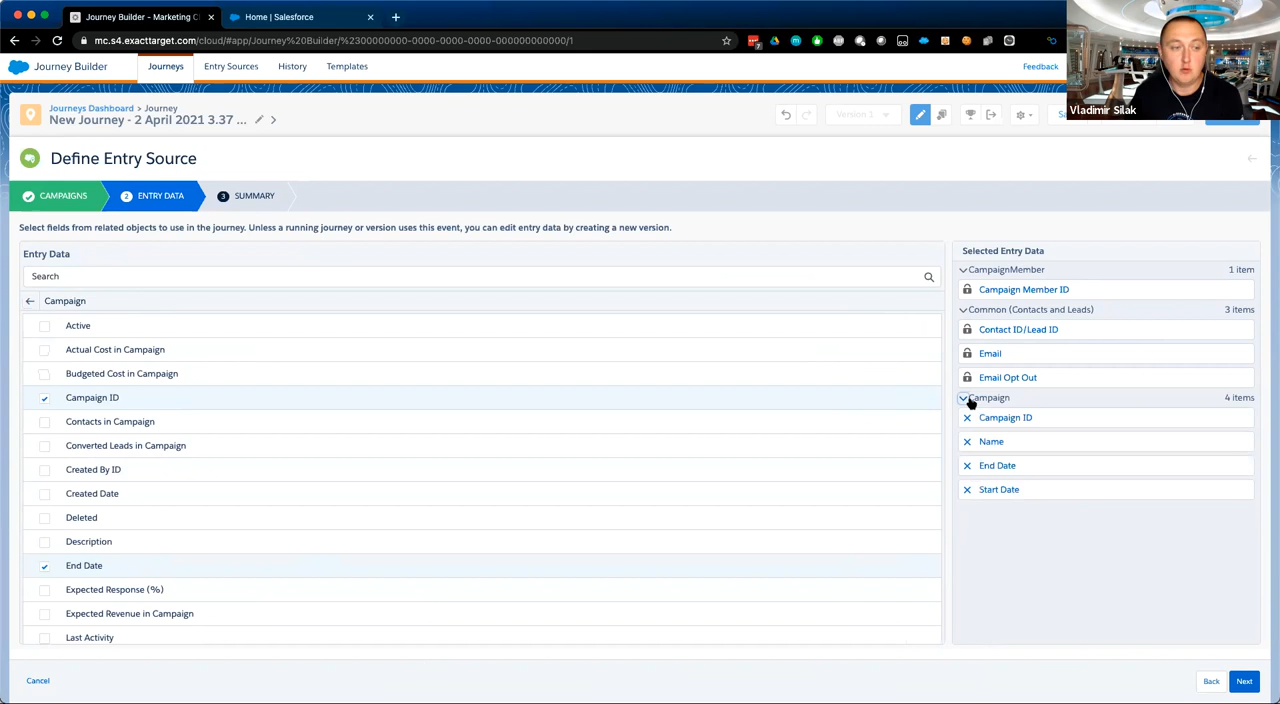 Journey Builder - Marketing Cl
Home | Salesforce
mc.s4.exacttarget.com/cloud/#app/Journey%20Builder/%2300000000-0000-0000-0000-000000000000/1
7
Journey Builder
Journeys
Entry Sources
History
Templates
Feedback
Vladimir Silak
Journeys Dashboard > Journey
New Journey - 2 April 2021 3.37 ...
Version 1
Define Entry Source
CAMPAIGNS
2 ENTRY DATA
3 SUMMARY
Select fields from related objects to use in the journey. Unless a running journey or version uses this event, you can edit entry data by creating a new version.
Entry Data
Search
Campaign
Active
Actual Cost in Campaign
Budgeted Cost in Campaign
Campaign ID
Contacts in Campaign
Converted Leads in Campaign
Created By ID
Created Date
Deleted
Description
End Date
Expected Response (%)
Expected Revenue in Campaign
Last Activity
Selected Entry Data
CampaignMember 1 item
Campaign Member ID
Common (Contacts and Leads) 3 items
Contact ID/Lead ID
Email
Email Opt Out
Campaign 4 items
Campaign ID
Name
End Date
Start Date
Cancel
Back
Next